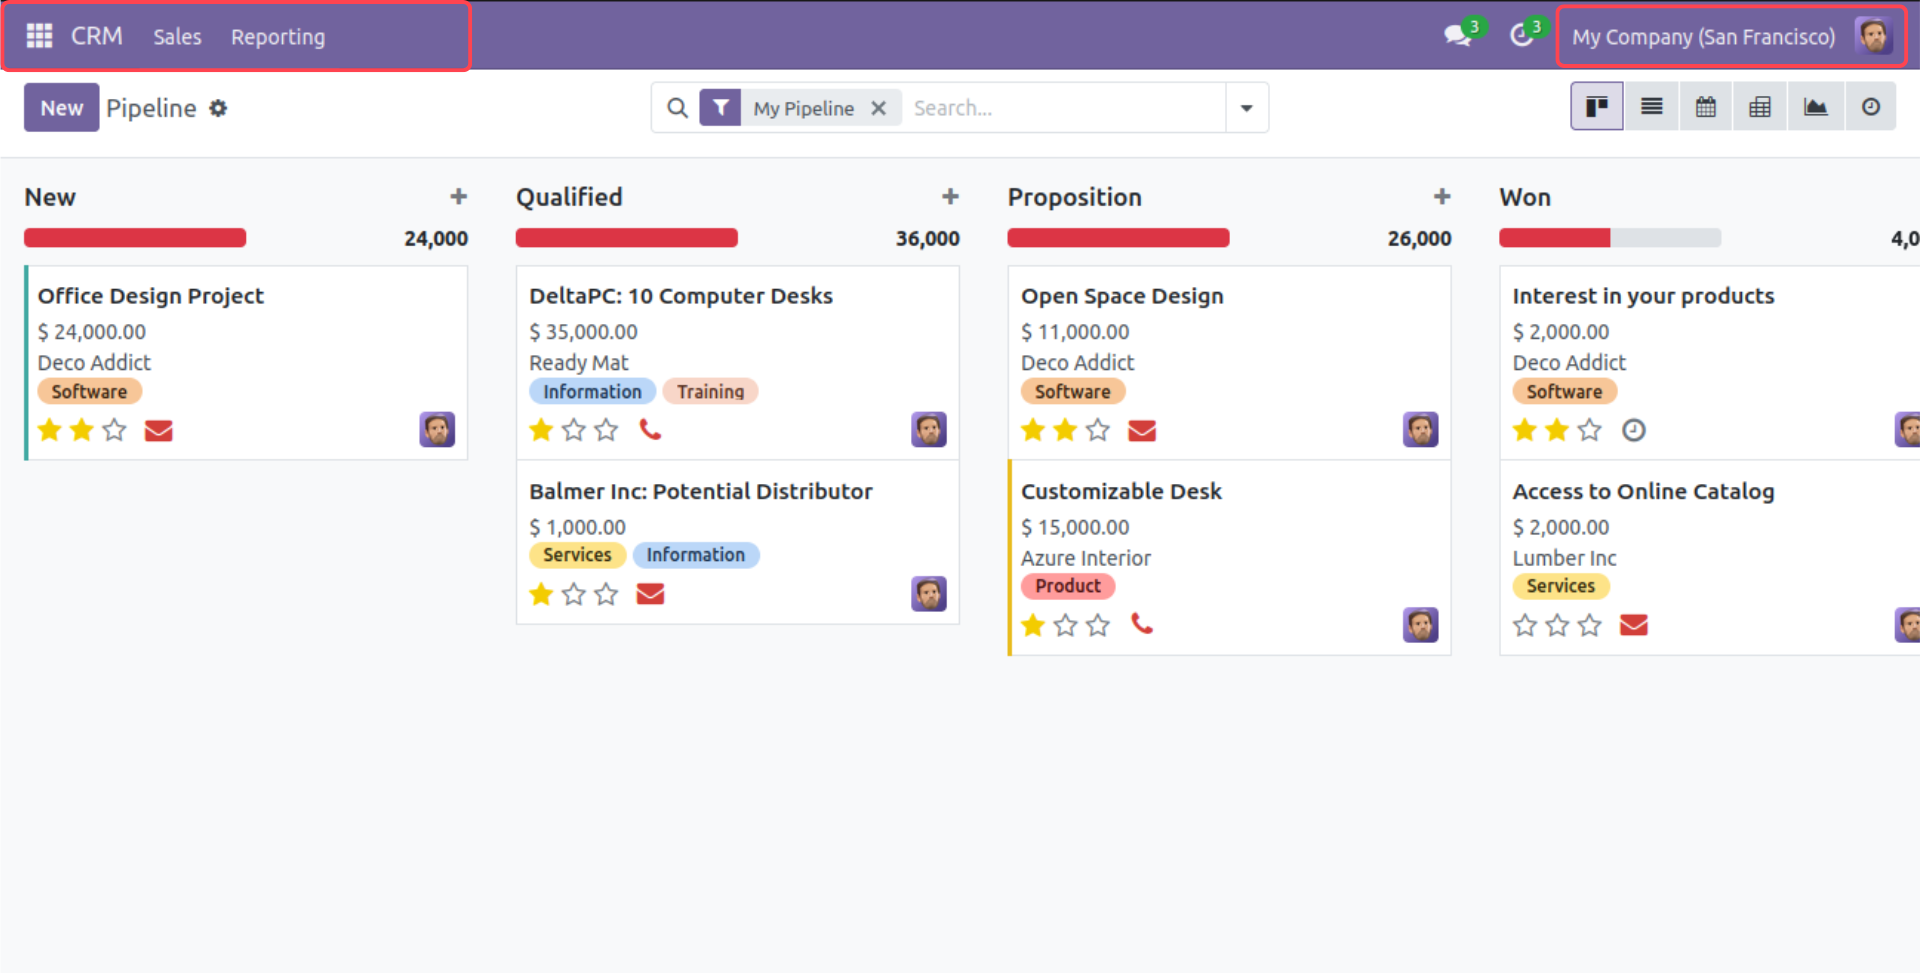 CRM Sales Reporting 3 3 My Company (San Francisco)
New Pipeline My Pipeline Search...
New
24,000
Office Design Project
$ 24,000.00
Deco Addict
Software
Qualified
36,000
DeltaPC: 10 Computer Desks
$ 35,000.00
Ready Mat
Information Training
Balmer Inc: Potential Distributor
$ 1,000.00
Services Information
Proposition
26,000
Open Space Design
$ 11,000.00
Deco Addict
Software
Customizable Desk
$ 15,000.00
Azure Interior
Product
Won
4,0
Interest in your products
$ 2,000.00
Deco Addict
Software
Access to Online Catalog
$ 2,000.00
Lumber Inc
Services